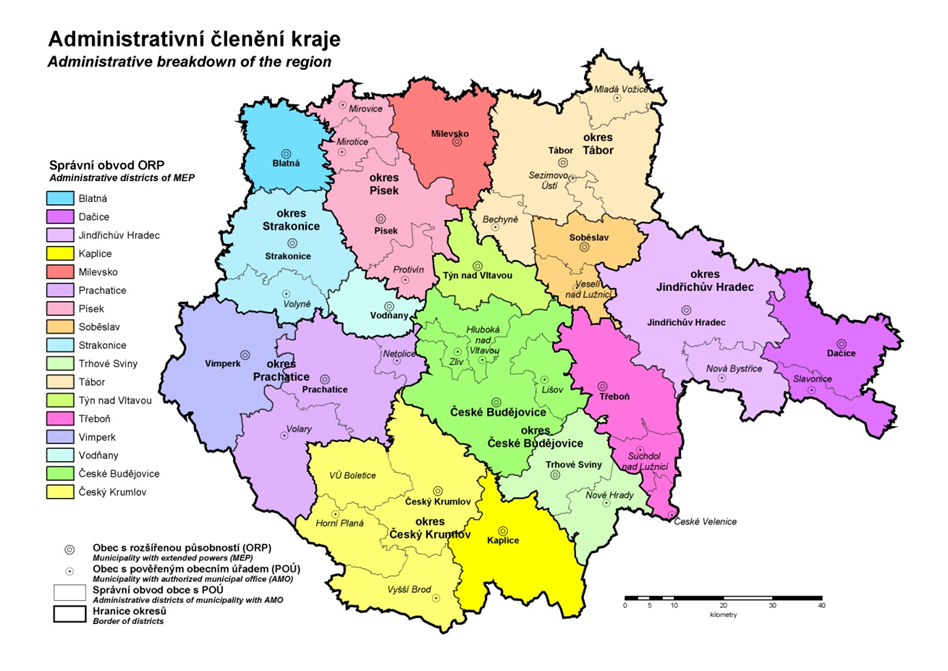 Administrativní členění kraje
Administrative breakdown of the region
Správní obvod ORP
Administrative districts of MEP
Blatná
Dačice
Jindřichův Hradec
Kaplice
Milevsko
Prachatice
Písek
Soběslav
Strakonice
Trhové Sviny
Tábor
Týn nad Vltavou
Třeboň
Vimperk
Vodňany
České Budějovice
Český Krumlov
Mladá Vožice
Mirovice
Milevsko
okres
Tábor
Mirotice
Tábor
Blatná
Sezimovo
Ústí
okres
Písek
okres
Strakonice
Bechyně
Písek
Soběslav
Strakonice
Protivín
Týn nad Vltavou
okres
Jindřichův Hradec
Veselí
nad Lužnicí
Volyně
Vodňany
Jindřichův Hradec
Hluboká
nad
Vltavou
Netolice
Zliv
Dačice
Vimperk
okres
Prachatice
Prachatice
Nová Bystřice
Slavonice
Lišov
Třeboň
České Budějovice
Volary
okres
České Budějovice
Suchdol
nad Lužnicí
Trhové Sviny
VÚ Boletice
Nové Hrady
Český Krumlov
Horní Planá
České Velenice
okres
Český Krumlov
Kaplice
Vyšší Brod
Obec s rozšířenou působností (ORP)
Municipality with extended powers (MEP)
Obec s pověřeným obecním úřadem (POÚ)
Municipality with authorized municipal office (AMO)
Správní obvod obce s POÚ
Administrative districts of municipality with AMO
Hranice okresů
Border of districts
0 5 10 20 30 40
kilometry